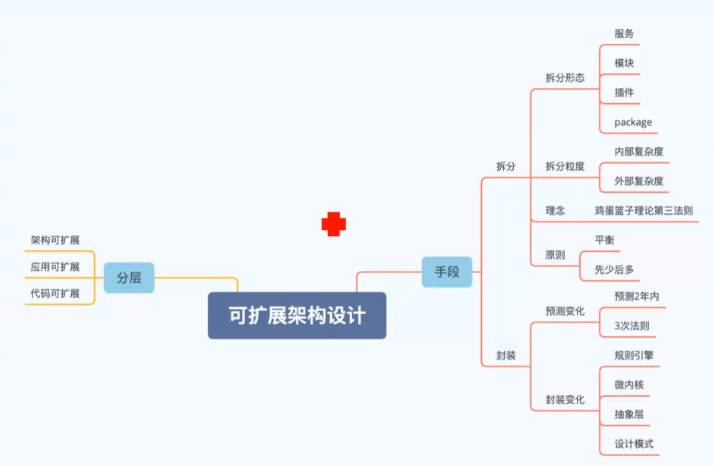 可扩展架构设计
分层
架构可扩展
应用可扩展
代码可扩展
手段
拆分
拆分形态
服务
模块
插件
package
拆分粒度
内部复杂度
外部复杂度
理念
鸡蛋篮子理论第三法则
原则
平衡
先少后多
封装
预测变化
预测2年内
3次法则
封装变化
规则引擎
微内核
抽象层
设计模式